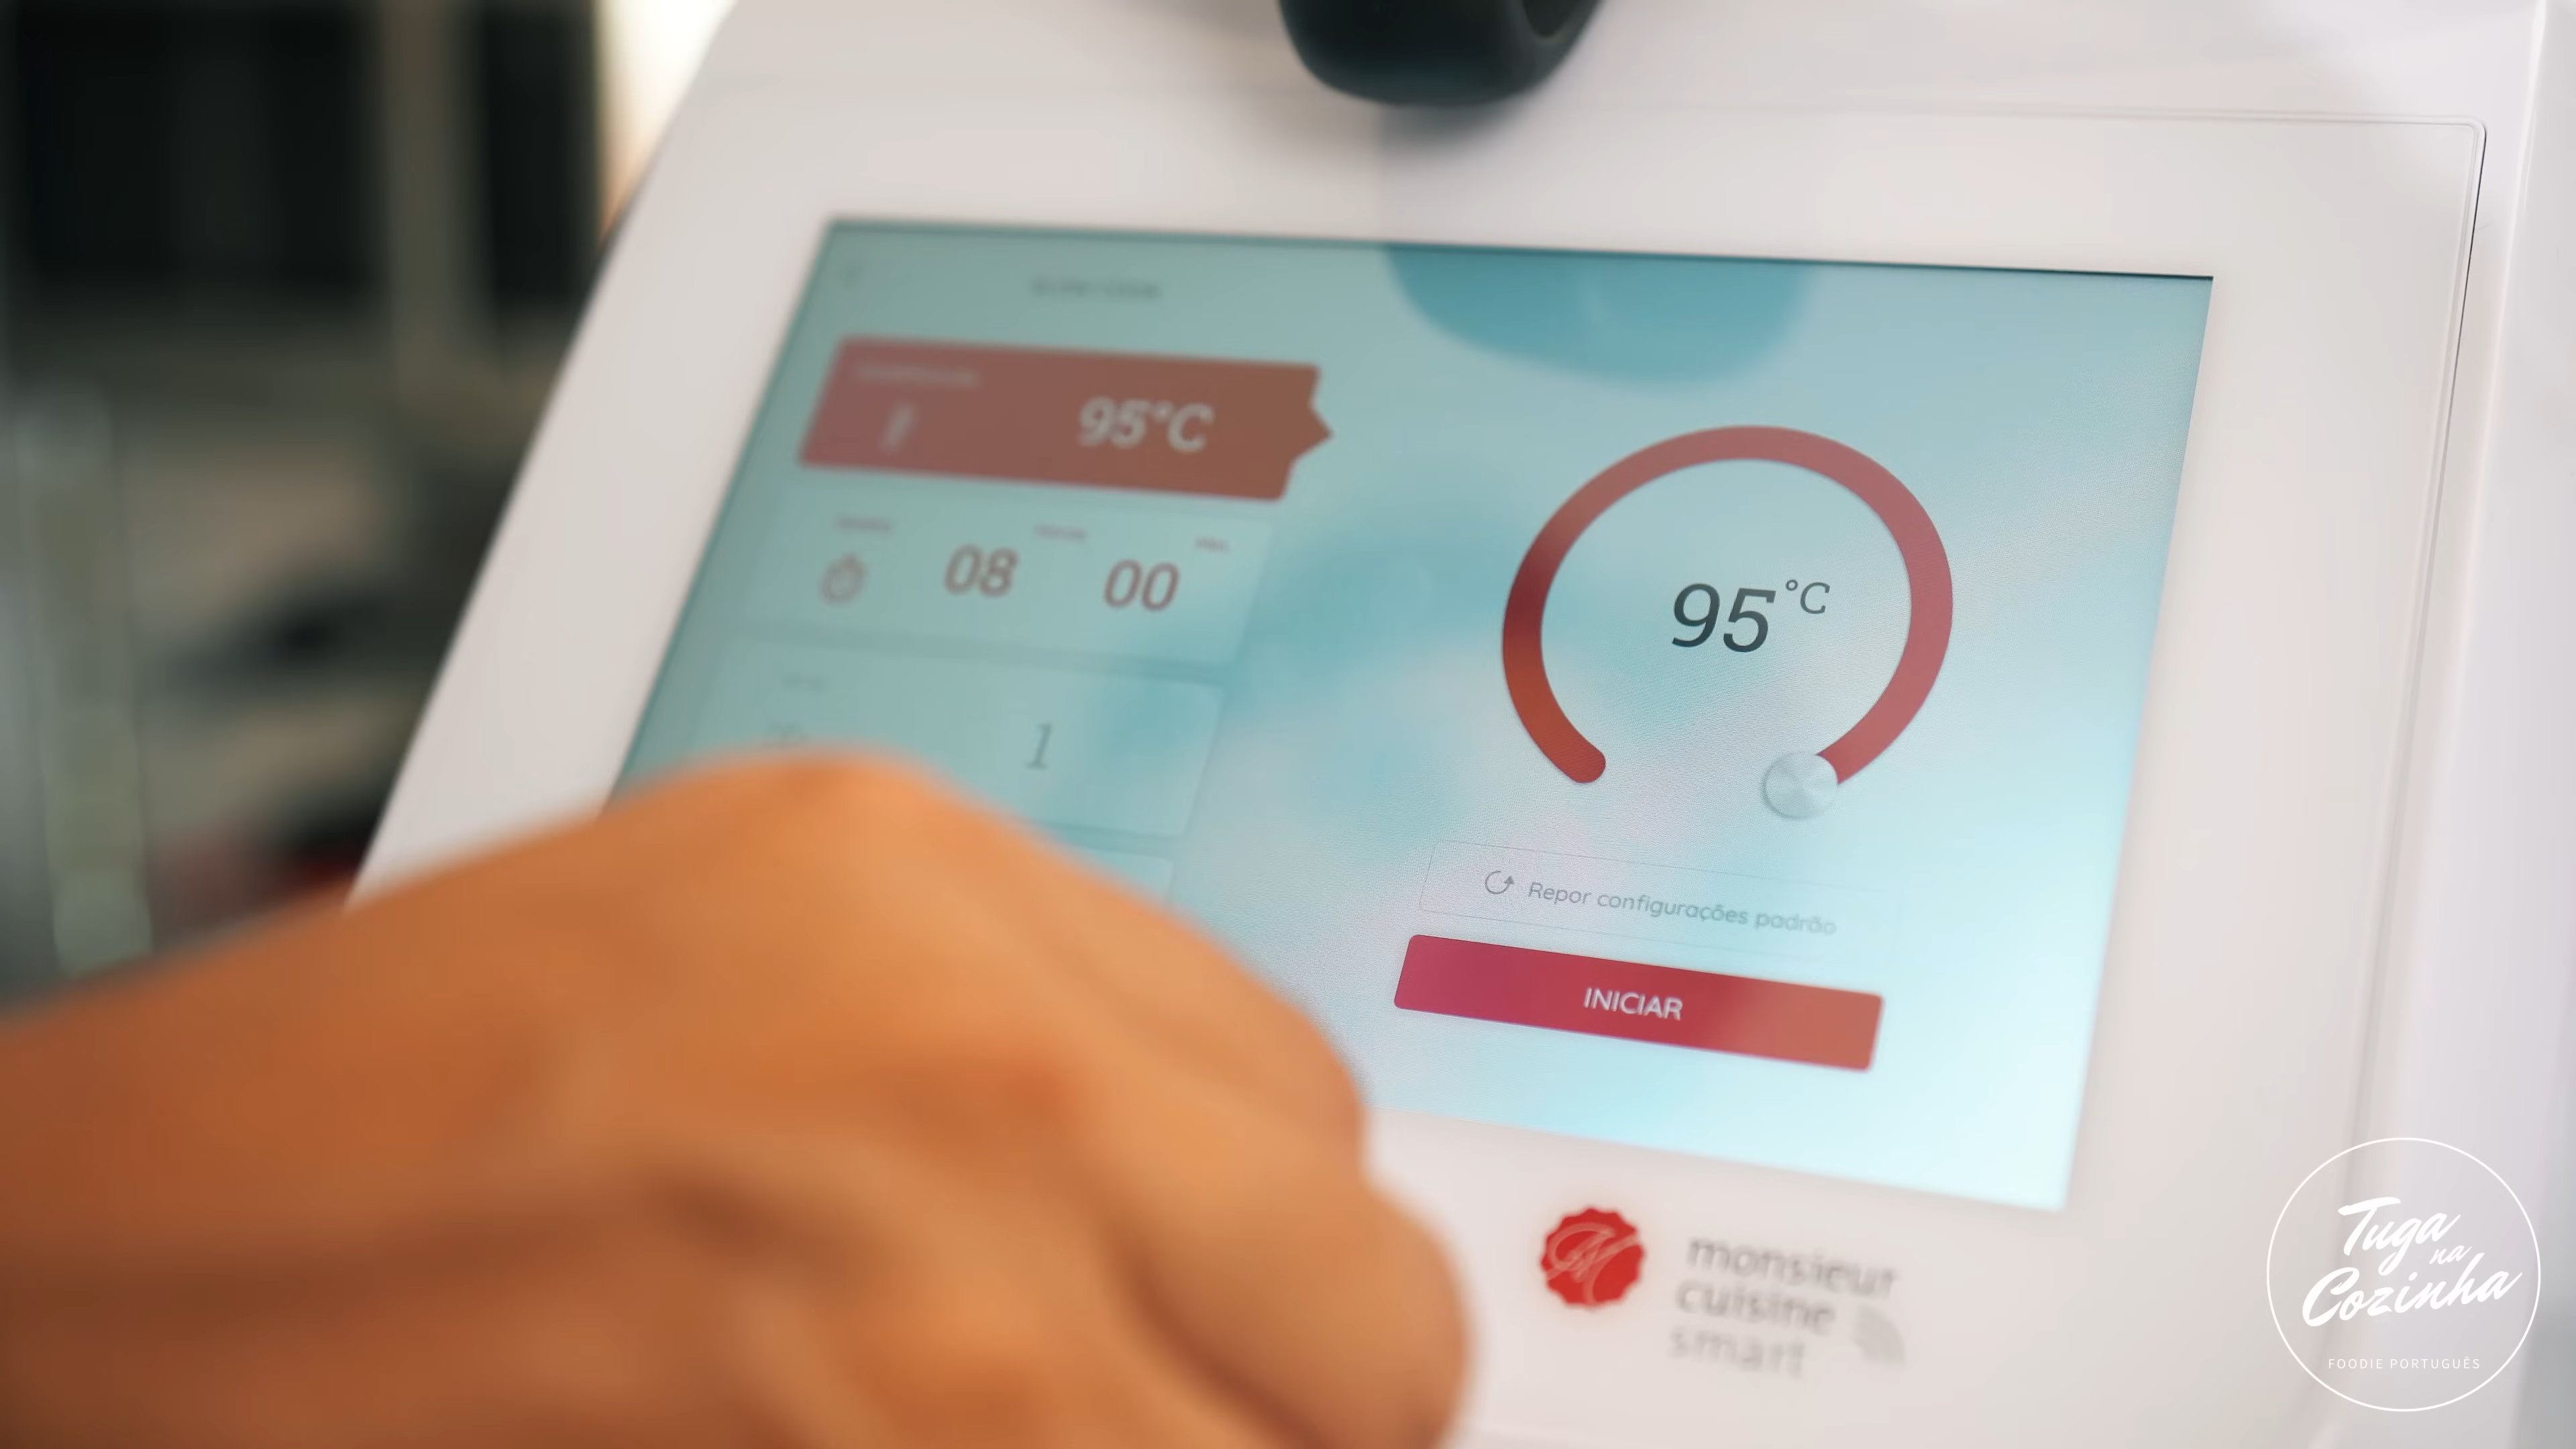 95°C
08 00
1
95 °C
Repor configurações padrão
INICIAR
monsieur
cuisine
smart
Tuga
na
Cozinha
FOODIE PORTUGUÊS